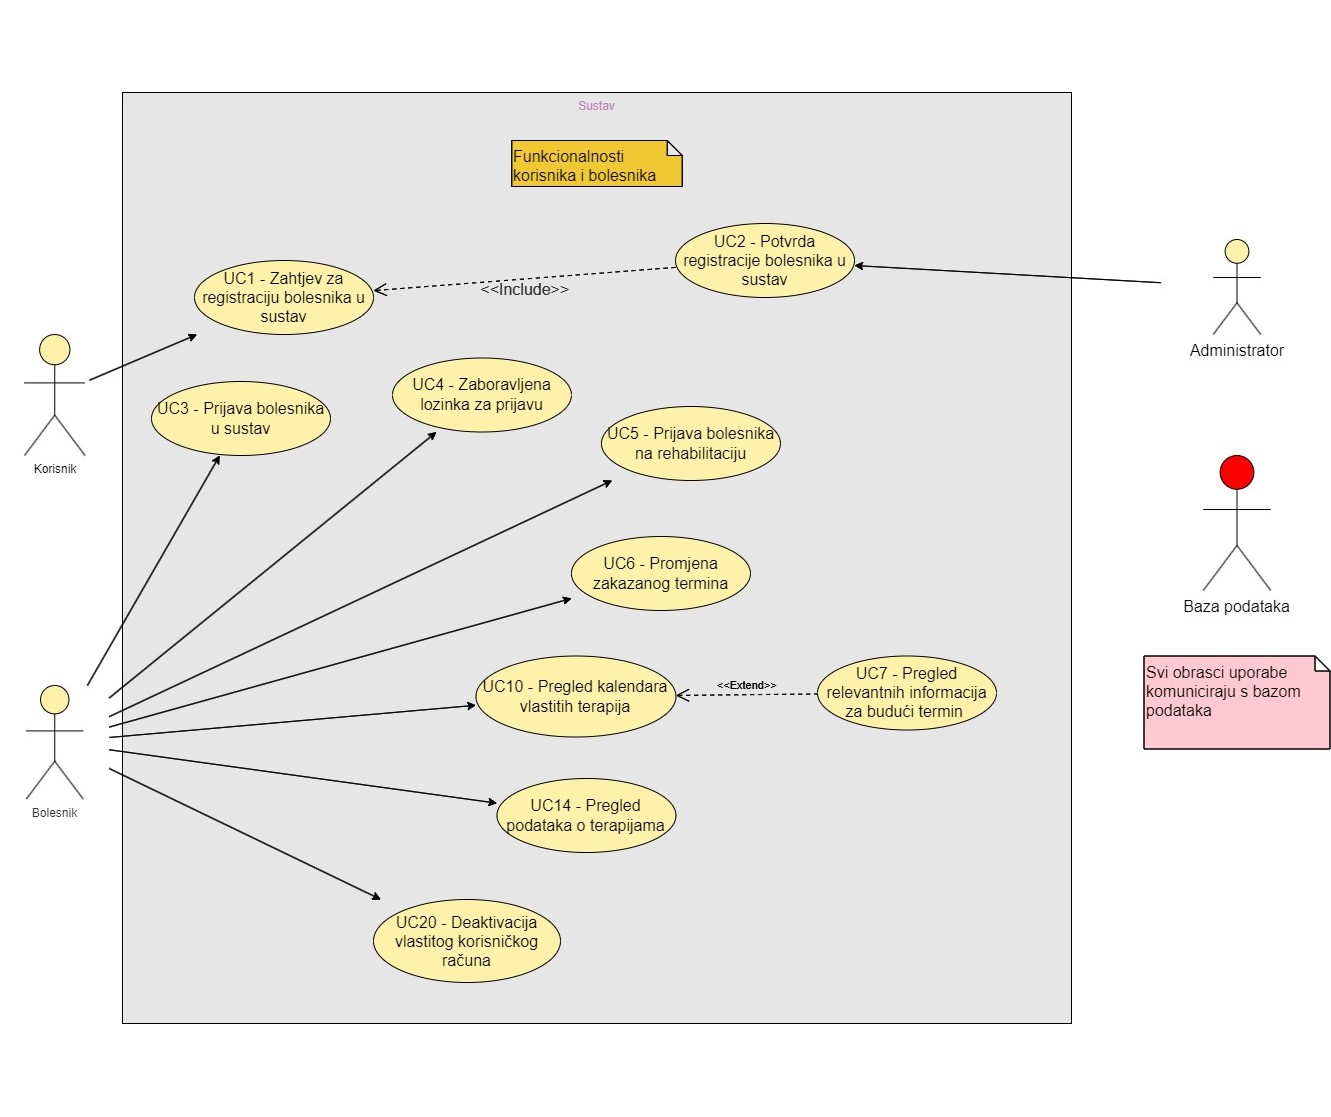 Sustav
Funkcionalnosti
korisnika i bolesnika
UC2 - Potvrda
registracije bolesnika u
sustav
UC1 - Zahtjev za
registraciju bolesnika u
sustav
<<Include>>
Administrator
Korisnik
UC3 - Prijava bolesnika
u sustav
UC4 - Zaboravljena
lozinka za prijavu
UC5 - Prijava bolesnika
na rehabilitaciju
UC6 - Promjena
zakazanog termina
Baza podataka
UC10 - Pregled kalendara
vlastitih terapija
<<Extend>>
UC7 - Pregled
relevantnih informacija
za budući termin
Svi obrasci uporabe
komuniciraju s bazom
podataka
Bolesnik
UC14 - Pregled
podataka o terapijama
UC20 - Deaktivacija
vlastitog korisničkog
računa